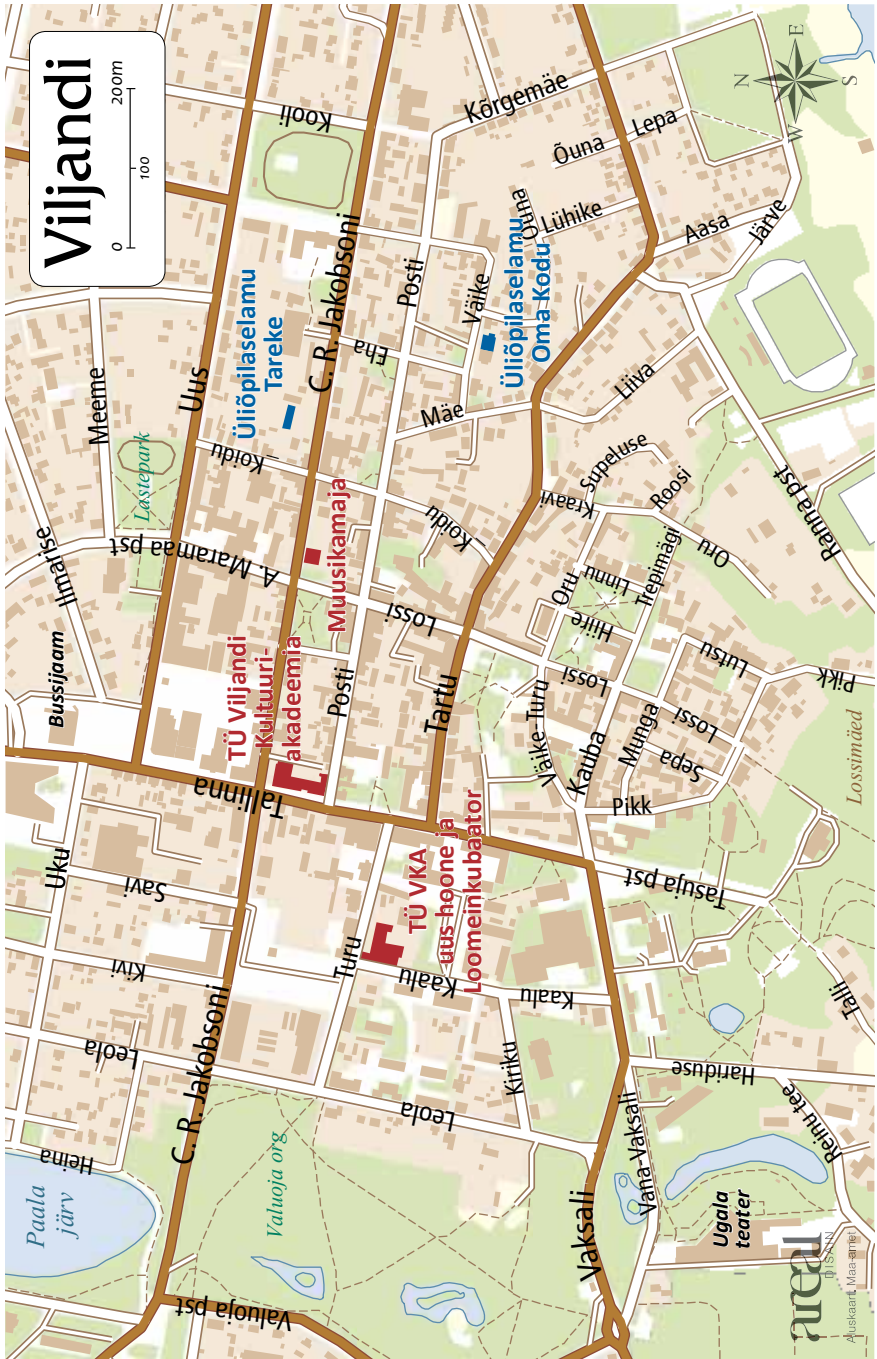 Viljandi
0
100
200m
N
E
S
W
Kooli
Kõrgemäe
Õuna
Lepa
Õuna
Lühike
Aasa
Järve
C. R. Jakobsoni
Posti
Väike
Eha
Mäe
Üliõpilaselamu
Tareke
Üliõpilaselamu
Oma Kodu
Uus
Meeme
Lastepark
Koidu
Koidu
Liiva
Supeluse
Kraavi
Roosi
Ranna pst
Ilmarise
A. Maramaa pst
Muusikamaja
Bussijaam
TÜ Viljandi
Kultuuri-
akadeemia
Posti
Lossi
Tartu
Oru
Linnu
Trepimägi
Oru
Hiire
Lossi
Väike-Turu
Kauba
Munga
Lossi
Sepa
Lutsu
Pikk
Pikk
Lossimäed
Tallinna
Uku
Savi
Kivi
Turu
TÜ VKA
uus hoone ja
Loomeinkubaator
Kaalu
Kaalu
Tasuja pst
Talli
Leola
C. R. Jakobsoni
Leola
Kiriku
Hariduse
Reinu tee
Heina
Paala
järv
Valuoja org
Valuoja pst
Vaksali
Vana-Vaksali
Ugala
teater
areal
DISAIN
Aluskaart, Maa-amet